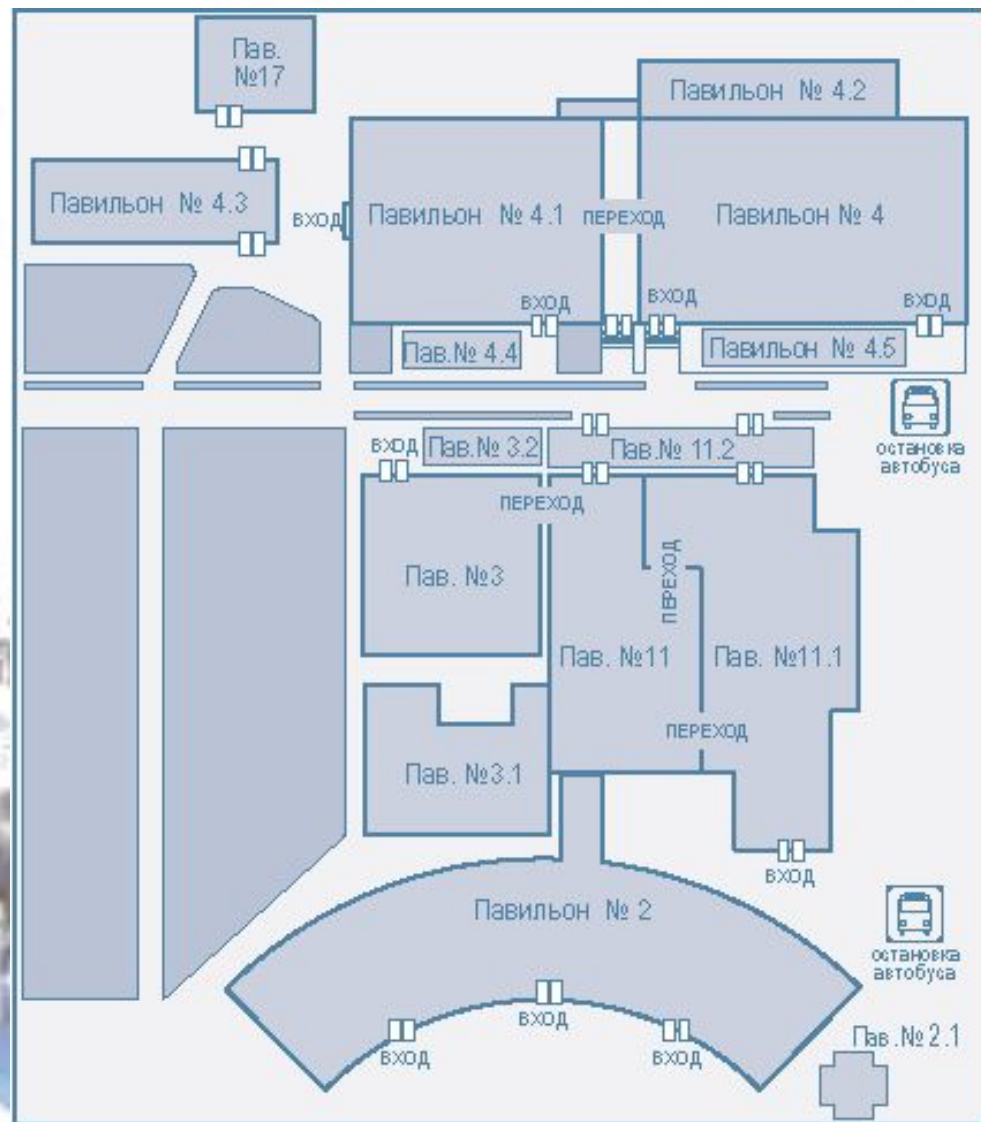 Пав.
№17
Павильон № 4.2
Павильон № 4.3
ВХОД
Павильон № 4.1
ПЕРЕХОД
Павильон № 4
ВХОД
ВХОД
ВХОД
Пав.№ 4.4
Павильон № 4.5
остановка
автобуса
ВХОД
Пав.№ 3.2
Пав.№ 11.2
ПЕРЕХОД
ПЕРЕХОД
Пав. №3
Пав. №11
Пав. №11.1
ПЕРЕХОД
Пав. №3.1
ВХОД
Павильон № 2
остановка
автобуса
ВХОД
ВХОД
ВХОД
Пав.№ 2.1